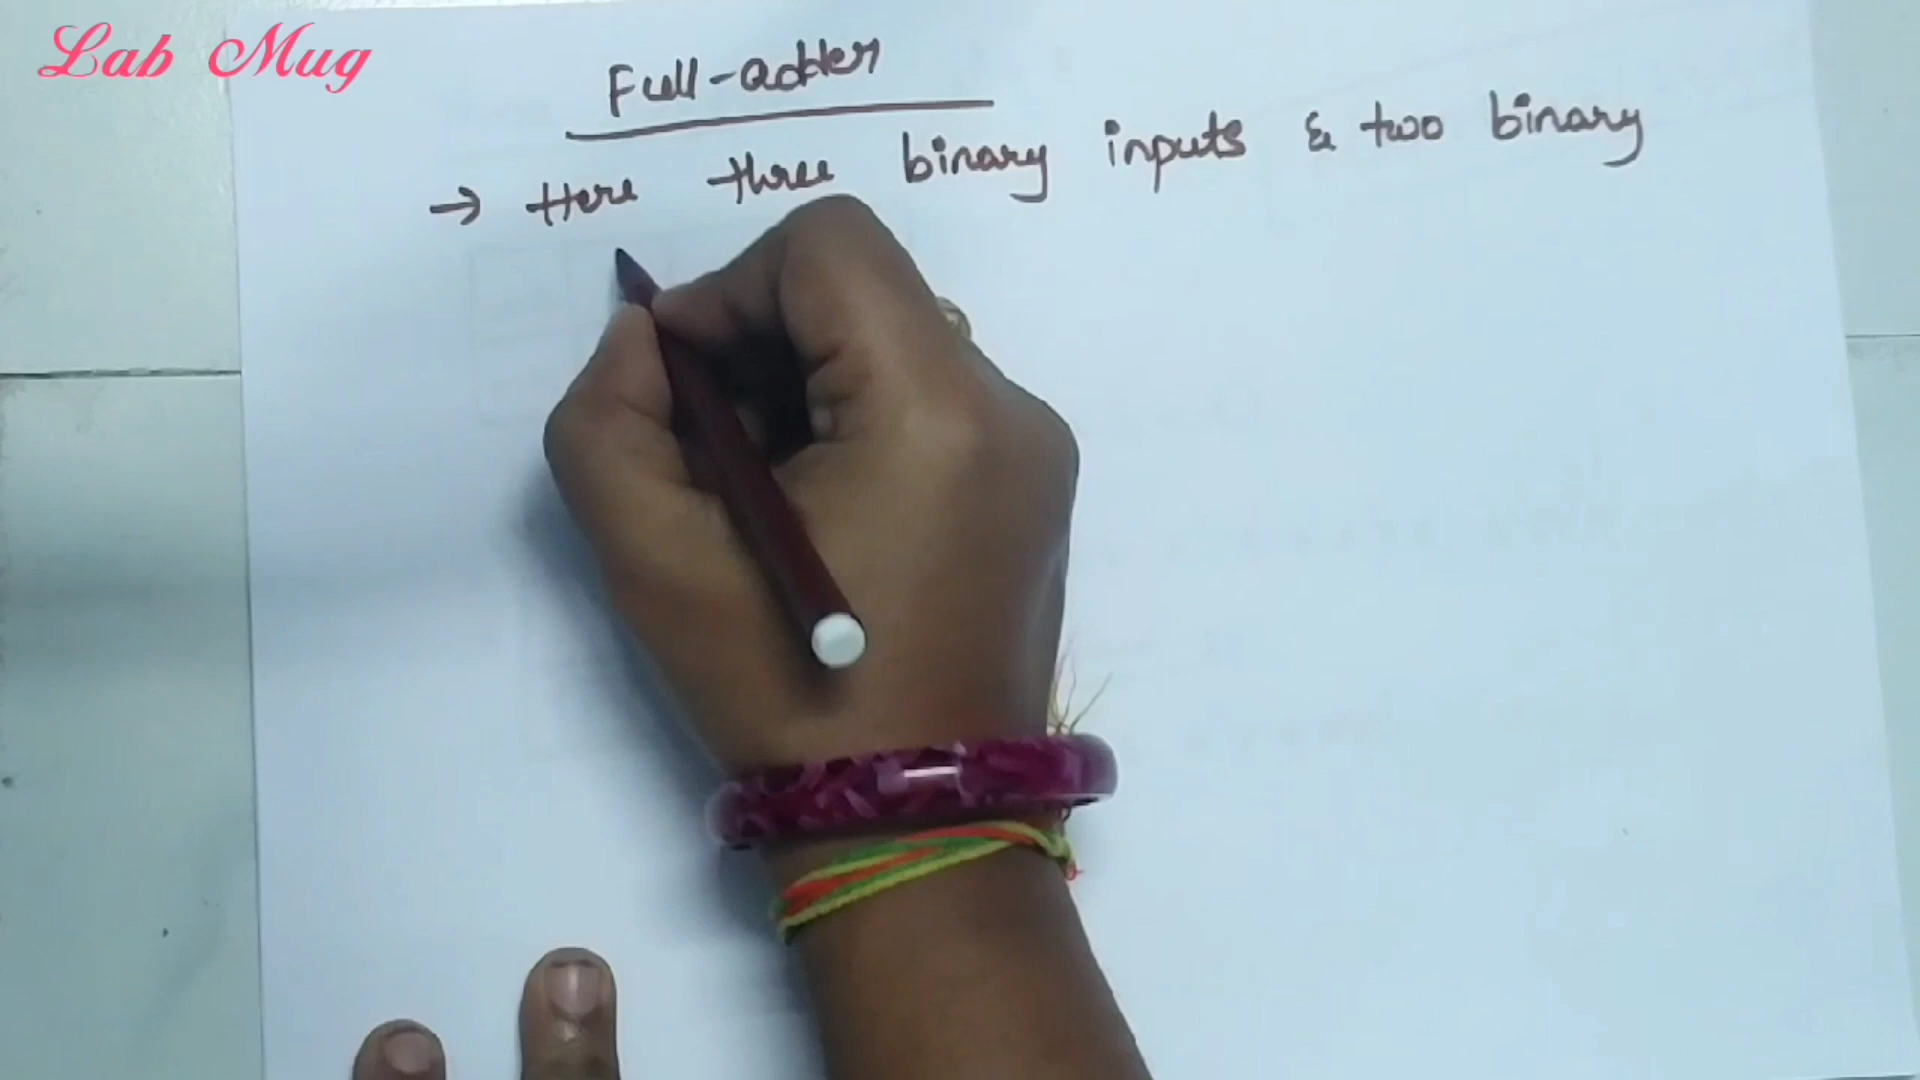 Lab Mug
Full-adder
→ Here three binary inputs & two binary